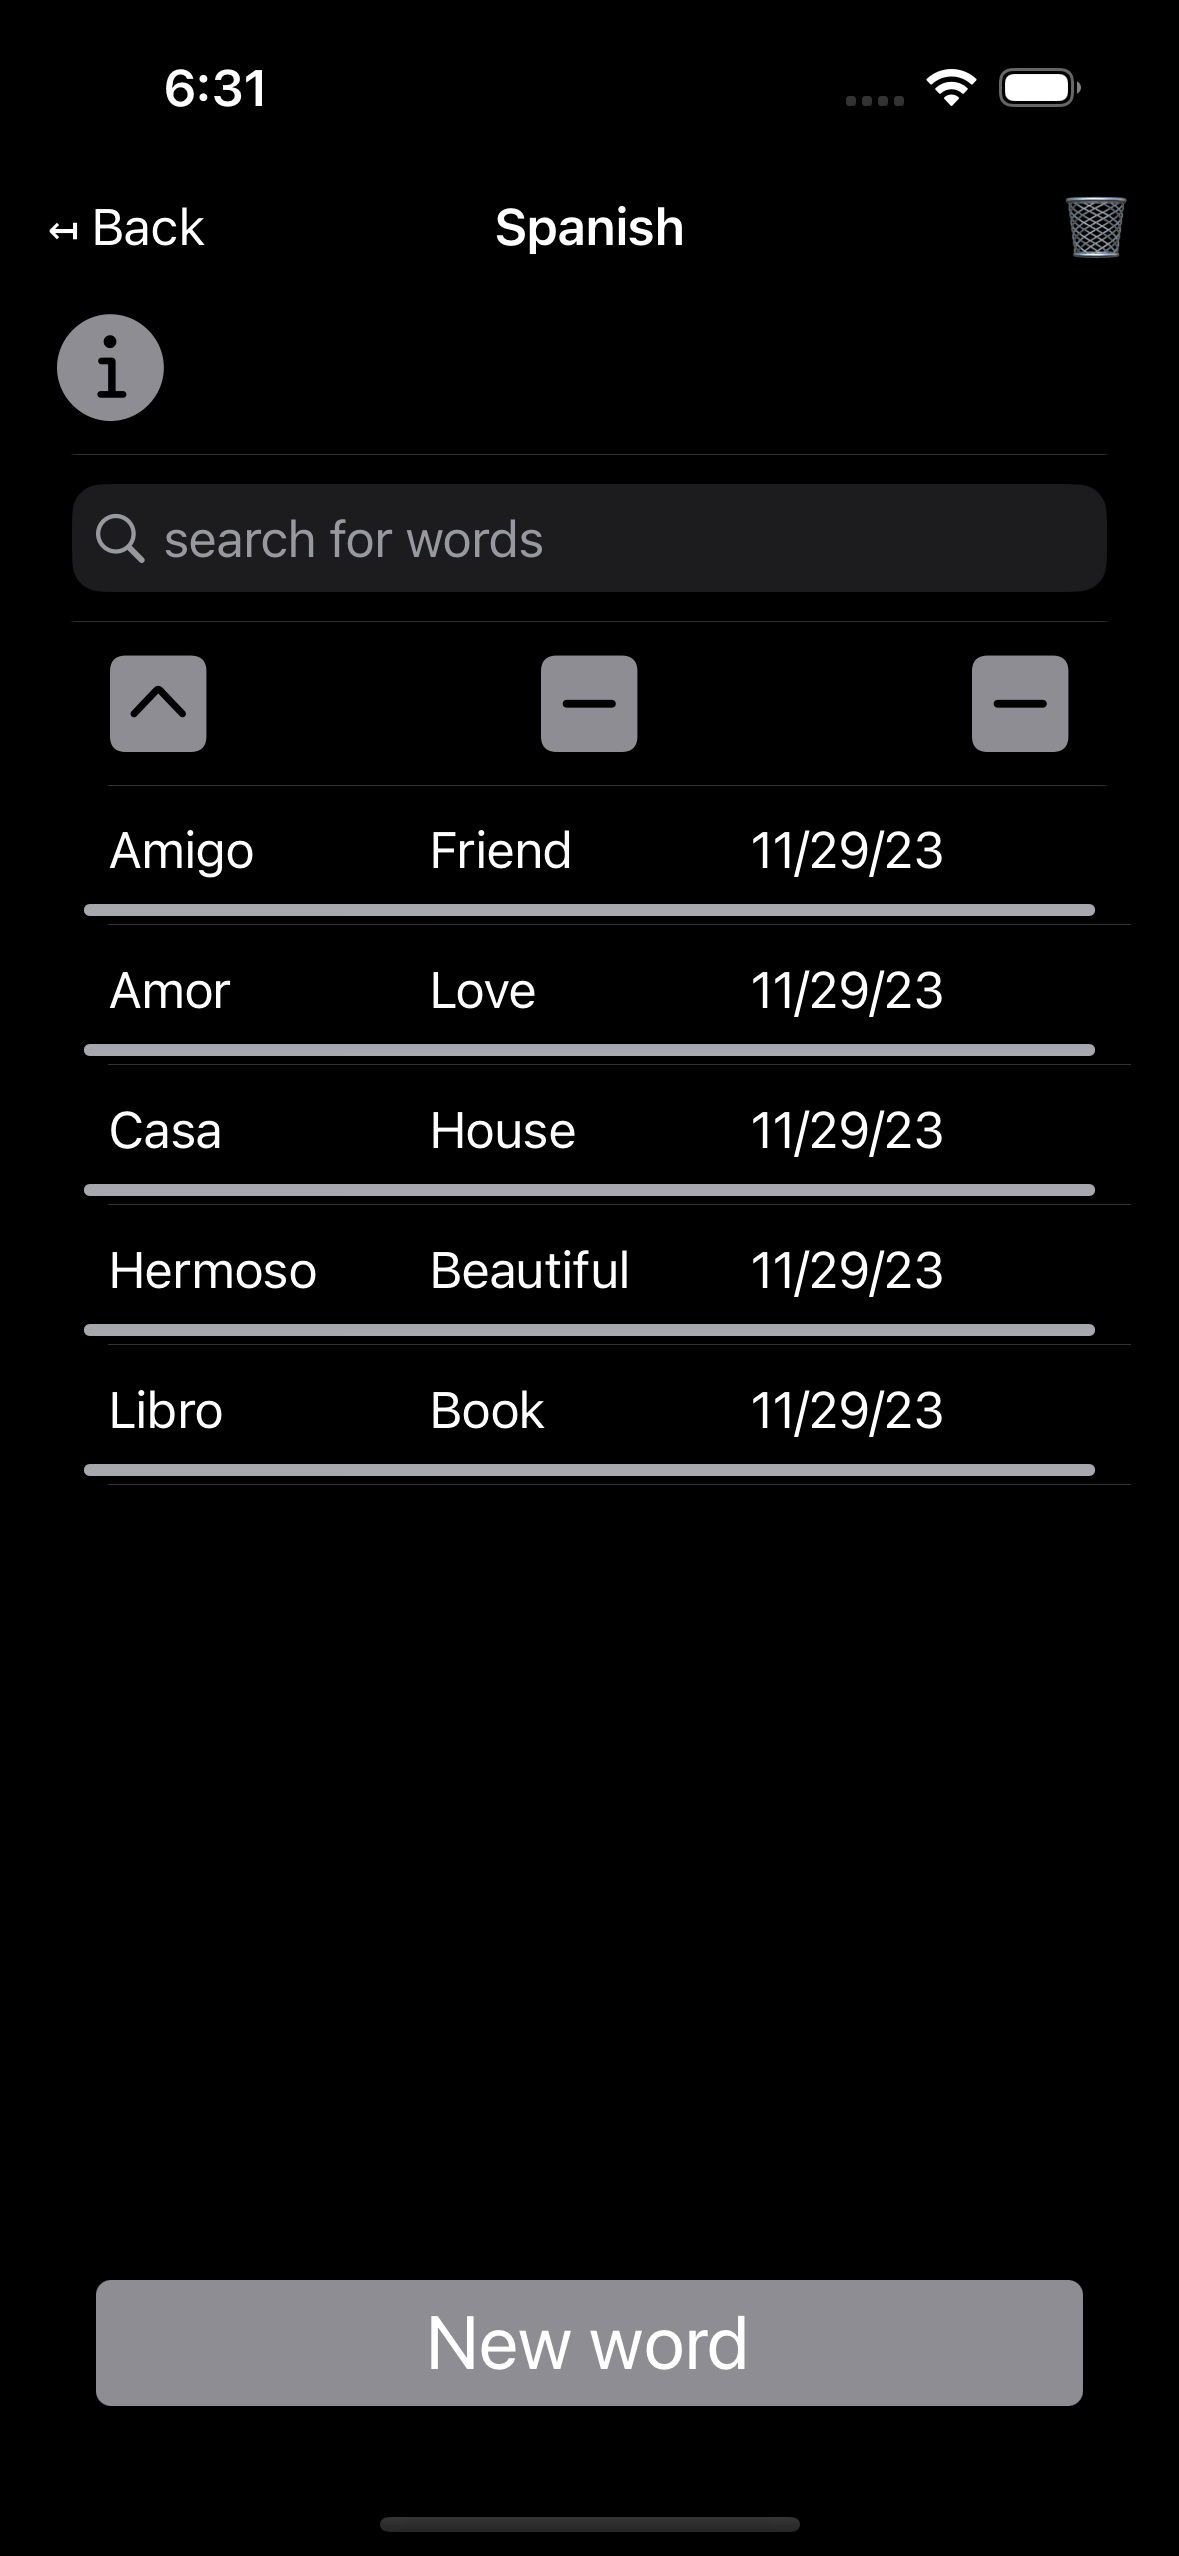 6:31
Back Spanish
i
search for words
Amigo Friend 11/29/23
Amor Love 11/29/23
Casa House 11/29/23
Hermoso Beautiful 11/29/23
Libro Book 11/29/23
New word